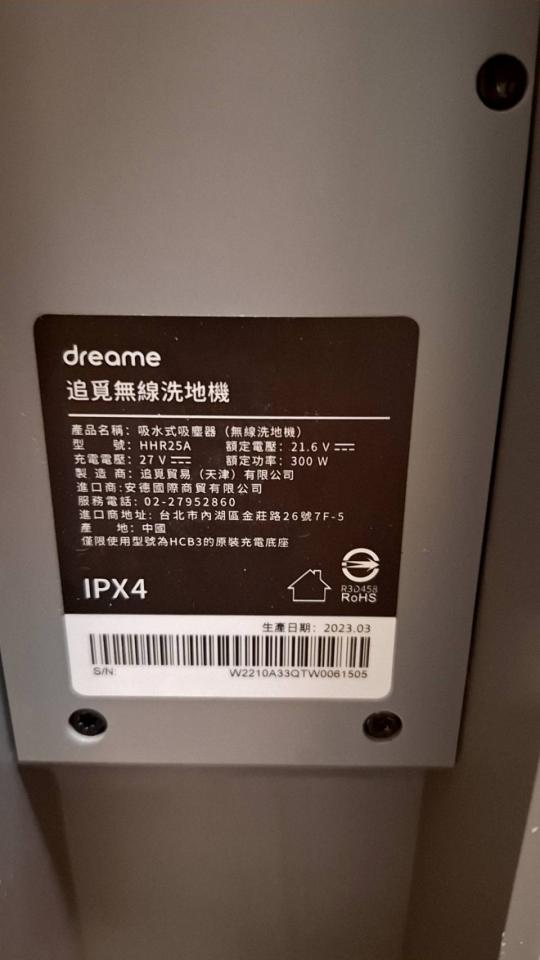 dreame
追覓無線洗地機
產品名稱：吸水式吸塵器（無線洗地機）
型　　號：HHR25A　　額定電壓：21.6 V ⎓
充電電壓：27 V ⎓　　額定功率：300 W
製 造 商：追覓貿易（天津）有限公司
進口商:安德國際商貿有限公司
服務電話：02-27952860
進口商地址：台北市內湖區金莊路26號7F-5
產　　地：中國
僅限使用型號為HCB3的原裝充電底座
IPX4
R3D458
RoHS
生產日期：2023.03
S/N: W2210A33QTW0061505